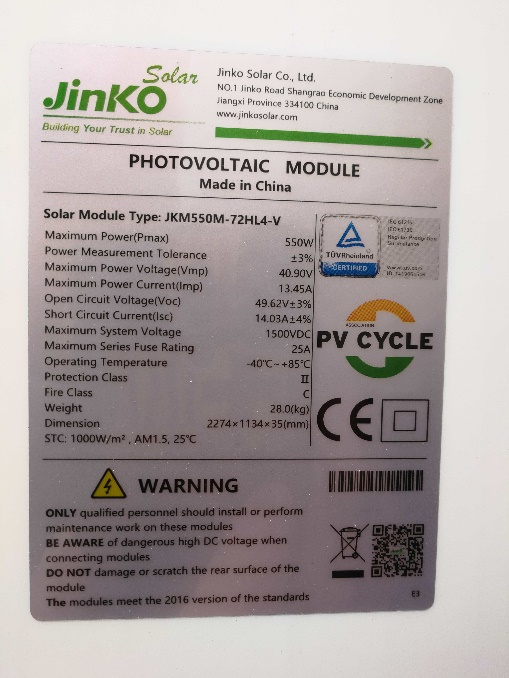 Jinko Solar
Building Your Trust in Solar
Jinko Solar Co., Ltd.
NO.1 Jinko Road Shangrao Economic Development Zone
Jiangxi Province 334100 China
www.jinkosolar.com
PHOTOVOLTAIC MODULE
Made in China
Solar Module Type: JKM550M-72HL4-V
Maximum Power(Pmax) 550W
Power Measurement Tolerance ±3%
Maximum Power Voltage(Vmp) 40.90V
Maximum Power Current(Imp) 13.45A
Open Circuit Voltage(Voc) 49.62V±3%
Short Circuit Current(Isc) 14.03A±4%
Maximum System Voltage 1500VDC
Maximum Series Fuse Rating 25A
Operating Temperature -40℃~+85℃
Protection Class II
Fire Class C
Weight 28.0(kg)
Dimension 2274×1134×35(mm)
STC: 1000W/m², AM1.5, 25℃
TÜVRheinland
CERTIFIED
ASSOCIATION
PV CYCLE
CE
WARNING
ONLY qualified personnel should install or perform
maintenance work on these modules
BE AWARE of dangerous high DC voltage when
connecting modules
DO NOT damage or scratch the rear surface of the
module
The modules meet the 2016 version of the standards
E3